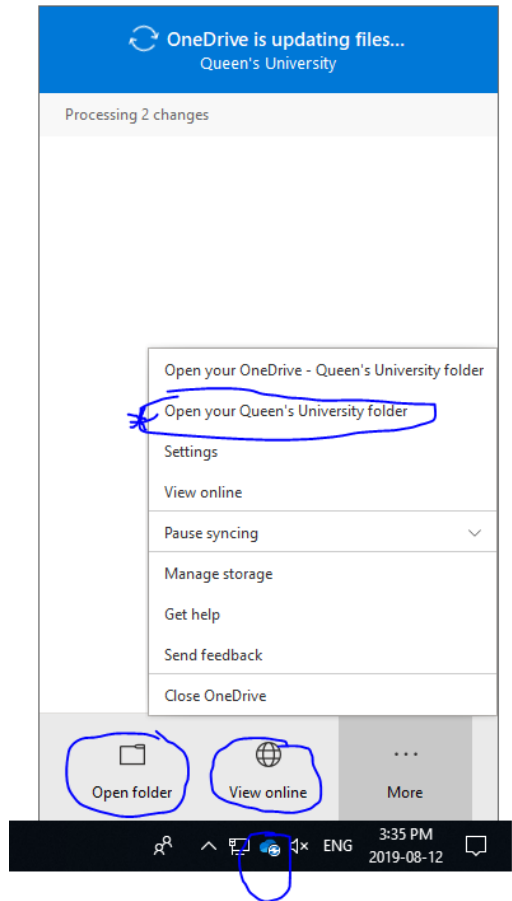 OneDrive is updating files...
Queen's University
Processing 2 changes
Open your OneDrive - Queen's University folder
Open your Queen's University folder
Settings
View online
Pause syncing
Manage storage
Get help
Send feedback
Close OneDrive
Open folder
View online
More
ENG
3:35 PM
2019-08-12